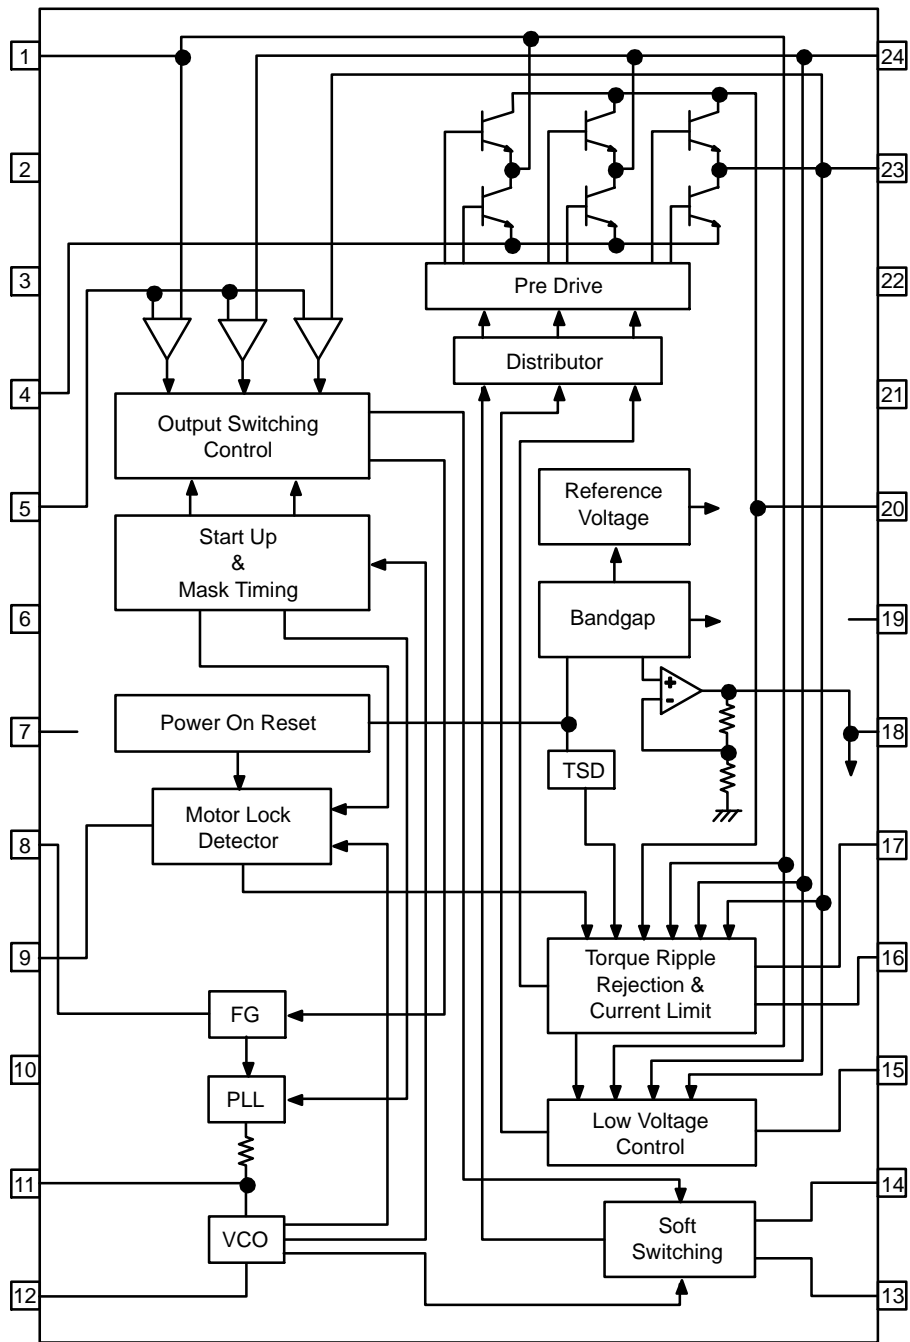 1
24
2
23
3
Pre Drive
22
Distributor
4
21
Output Switching
Control
5
Reference
Voltage
20
Start Up
&
Mask Timing
6
Bandgap
19
+
-
7
Power On Reset
18
TSD
8
Motor Lock
Detector
17
9
Torque Ripple
Rejection &
Current Limit
16
FG
10
PLL
15
Low Voltage
Control
11
14
VCO
Soft
Switching
12
13